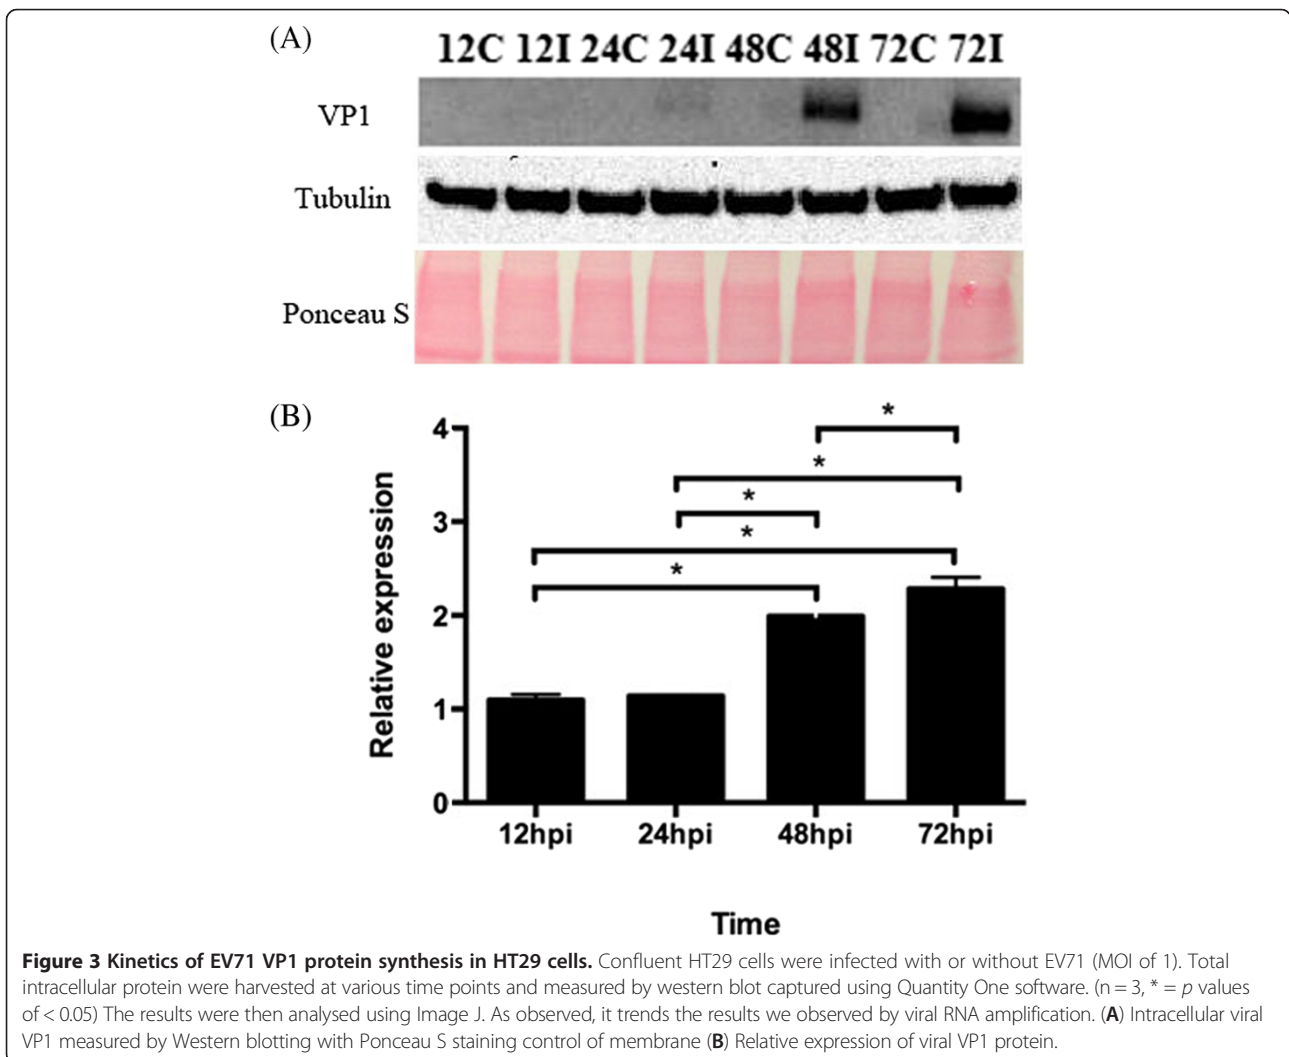 (A)
12C 12I 24C 24I 48C 48I 72C 72I
VP1
Tubulin
Ponceau S
(B)
Relative expression
4
3
2
1
0
*
*
*
*
*
12hpi 24hpi 48hpi 72hpi
Time
Figure 3 Kinetics of EV71 VP1 protein synthesis in HT29 cells. Confluent HT29 cells were infected with or without EV71 (MOI of 1). Total
intracellular protein were harvested at various time points and measured by western blot captured using Quantity One software. (n = 3, * = p values
of < 0.05) The results were then analysed using Image J. As observed, it trends the results we observed by viral RNA amplification. (A) Intracellular viral
VP1 measured by Western blotting with Ponceau S staining control of membrane (B) Relative expression of viral VP1 protein.